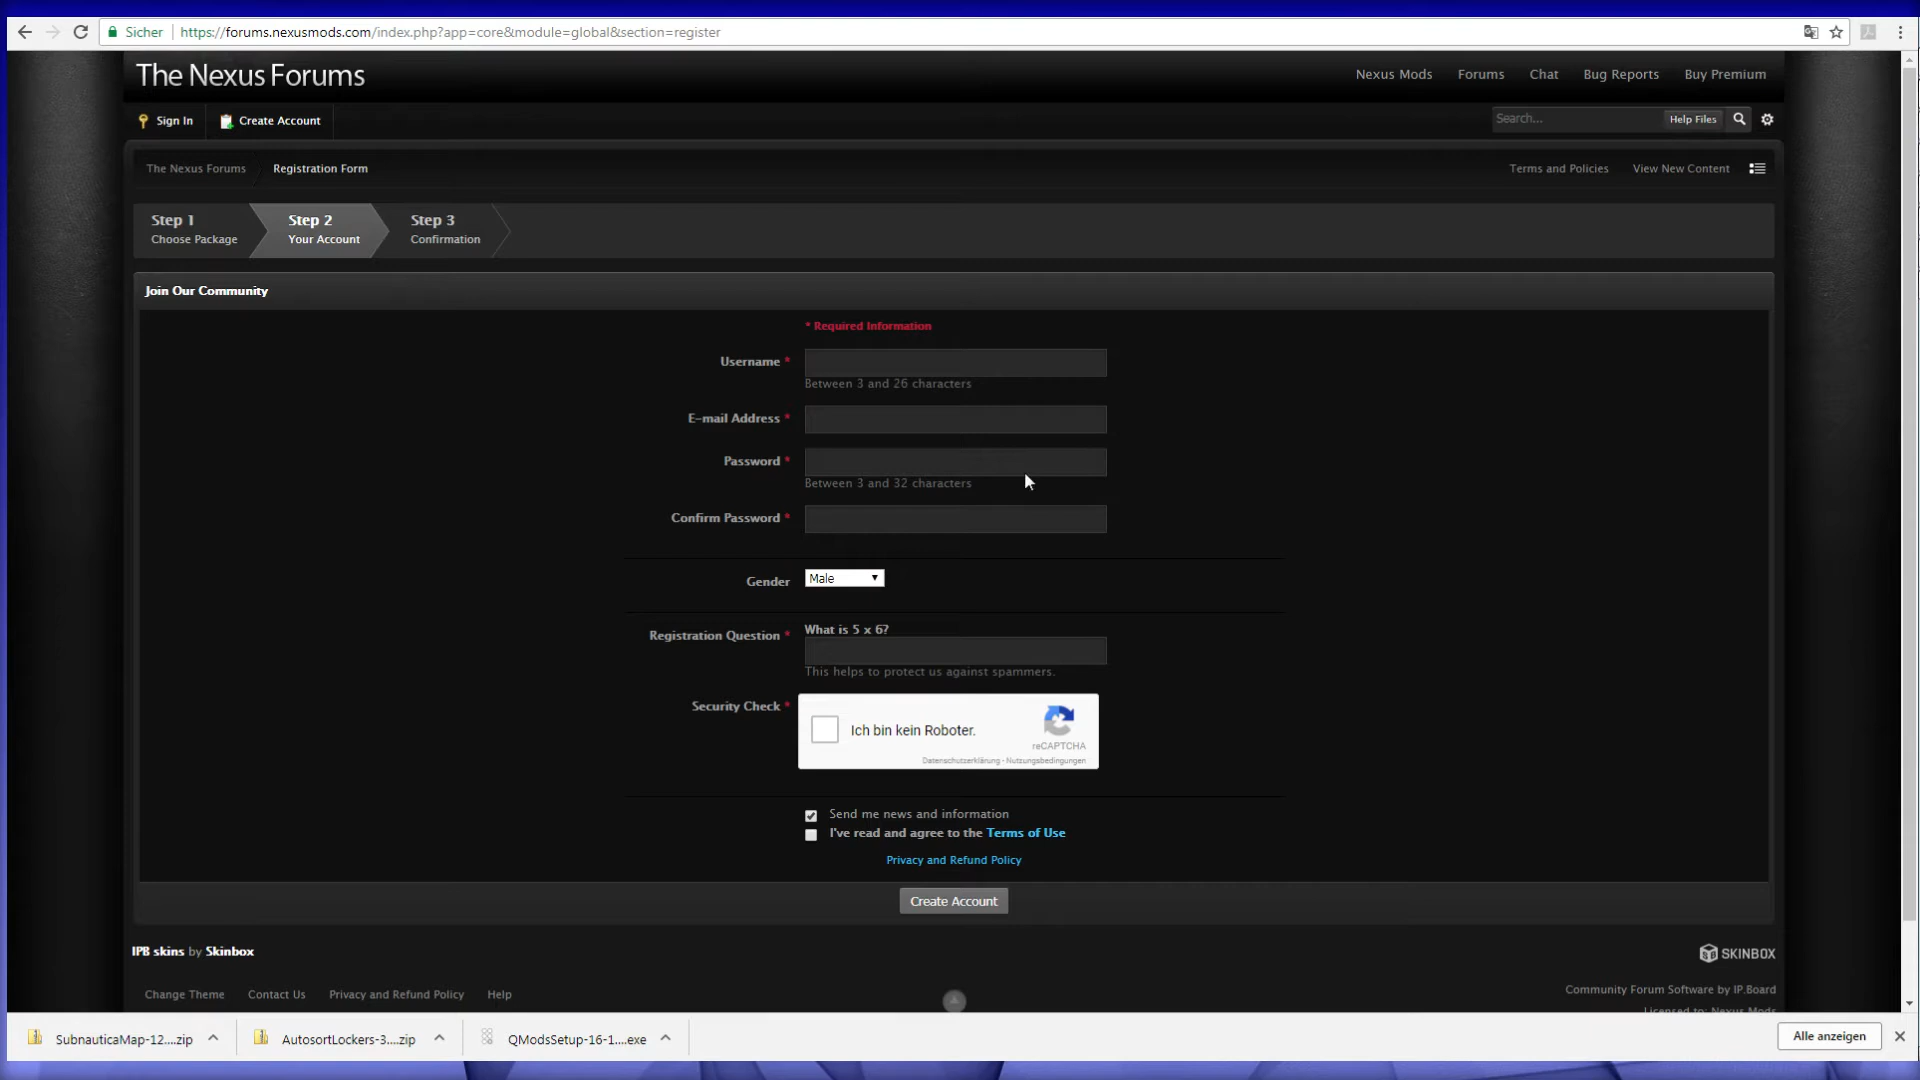 Sicher https://forums.nexusmods.com/index.php?app=core&module=global&section=register
The Nexus Forums
Nexus Mods Forums Chat Bug Reports Buy Premium
Sign In Create Account
Search... Help Files
The Nexus Forums Registration Form
Terms and Policies View New Content
Step 1 Step 2 Step 3
Choose Package Your Account Confirmation
Join Our Community
* Required Information
Username *
Between 3 and 26 characters
E-mail Address *
Password *
Between 3 and 32 characters
Confirm Password *
Gender Male
What is 5 x 6?
Registration Question *
This helps to protect us against spammers.
Security Check *
Ich bin kein Roboter.
reCAPTCHA
Datenschutzerklärung - Nutzungsbedingungen
Send me news and information
I've read and agree to the Terms of Use
Privacy and Refund Policy
Create Account
IPB skins by Skinbox
SKINBOX
Change Theme Contact Us Privacy and Refund Policy Help
Community Forum Software by IP.Board
Licensed to: Nexus Mods
SubnauticaMap-12....zip AutosortLockers-3....zip QModsSetup-16-1....exe
Alle anzeigen